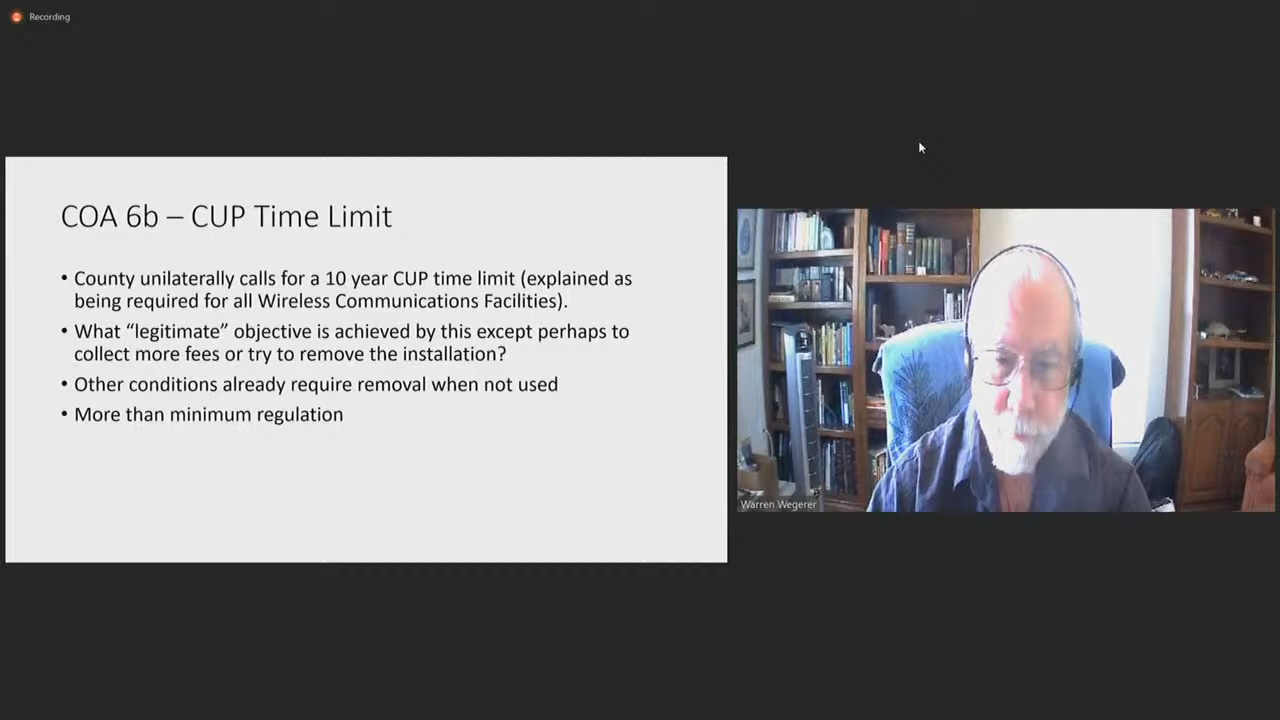 Recording
COA 6b – CUP Time Limit
• County unilaterally calls for a 10 year CUP time limit (explained as
being required for all Wireless Communications Facilities).
• What “legitimate” objective is achieved by this except perhaps to
collect more fees or try to remove the installation?
• Other conditions already require removal when not used
• More than minimum regulation
Warren Wegerer